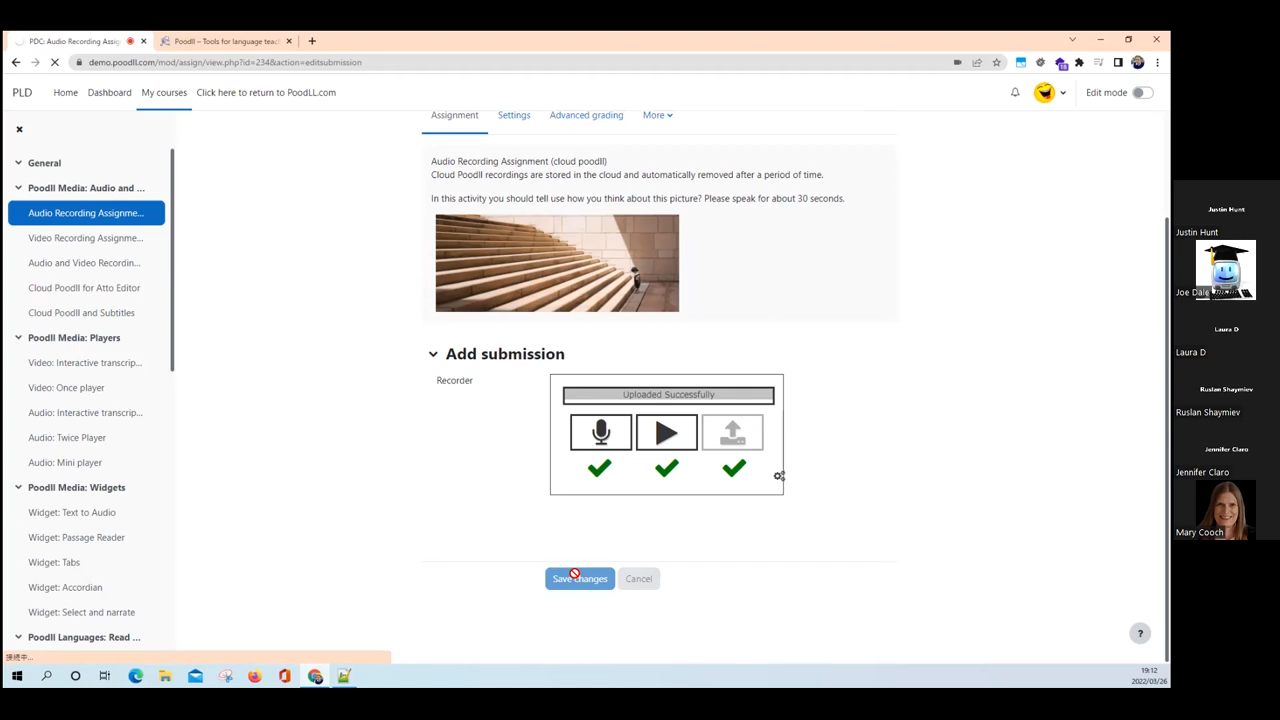 PDC: Audio Recording Assig
Poodll – Tools for language teac
demo.poodll.com/mod/assign/view.php?id=234&action=editsubmission
PLD
Home
Dashboard
My courses
Click here to return to PoodLL.com
Edit mode
General
Poodll Media: Audio and ...
Audio Recording Assignme...
Video Recording Assignme...
Audio and Video Recordin...
Cloud Poodll for Atto Editor
Cloud Poodll and Subtitles
Poodll Media: Players
Video: Interactive transcrip...
Video: Once player
Audio: Interactive transcrip...
Audio: Twice Player
Audio: Mini player
Poodll Media: Widgets
Widget: Text to Audio
Widget: Passage Reader
Widget: Tabs
Widget: Accordian
Widget: Select and narrate
Poodll Languages: Read ...
接続中...
Assignment
Settings
Advanced grading
More
Audio Recording Assignment (cloud poodll)
Cloud Poodll recordings are stored in the cloud and automatically removed after a period of time.
In this activity you should tell use how you think about this picture? Please speak for about 30 seconds.
Add submission
Recorder
Uploaded Successfully
Save changes
Cancel
?
19:12
2022/03/26
Justin Hunt
Justin Hunt
Joe Dale
Laura D
Laura D
Ruslan Shaymiev
Ruslan Shaymiev
Jennifer Claro
Jennifer Claro
Mary Cooch